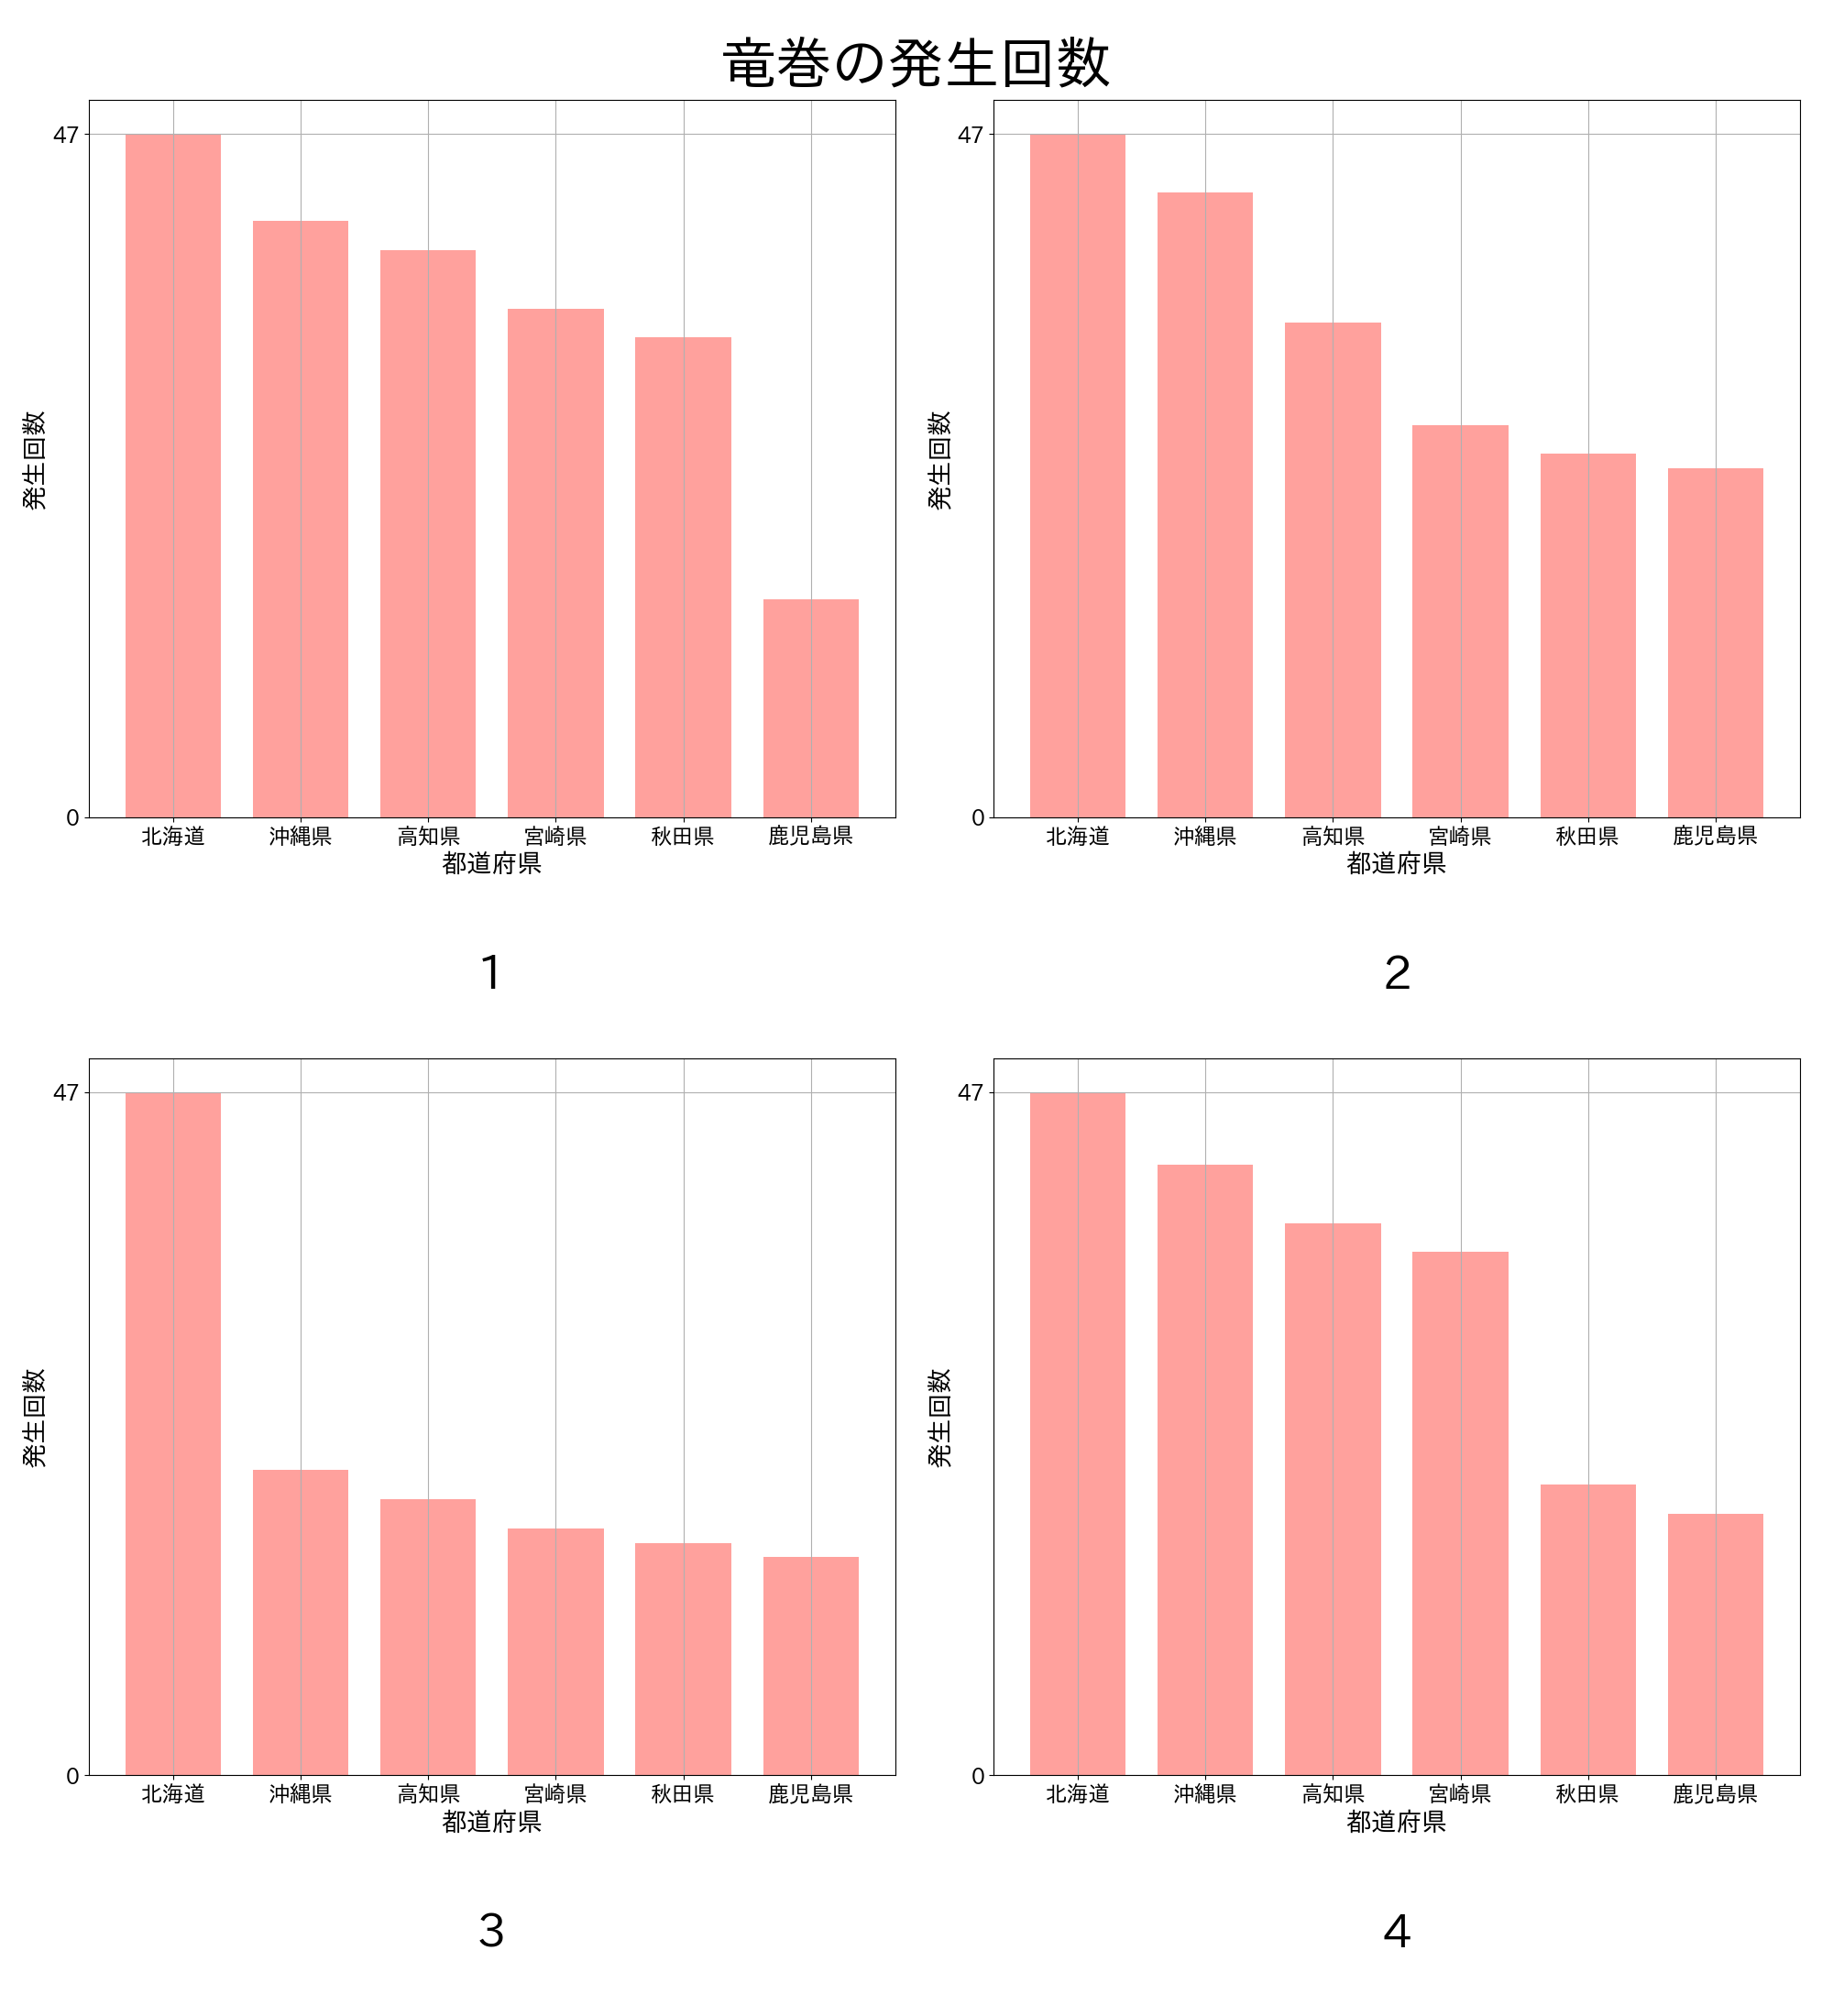 竜巻の発生回数
47
0
発生回数
北海道 沖縄県 高知県 宮崎県 秋田県 鹿児島県
都道府県
1
47
0
発生回数
北海道 沖縄県 高知県 宮崎県 秋田県 鹿児島県
都道府県
2
47
0
発生回数
北海道 沖縄県 高知県 宮崎県 秋田県 鹿児島県
都道府県
3
47
0
発生回数
北海道 沖縄県 高知県 宮崎県 秋田県 鹿児島県
都道府県
4